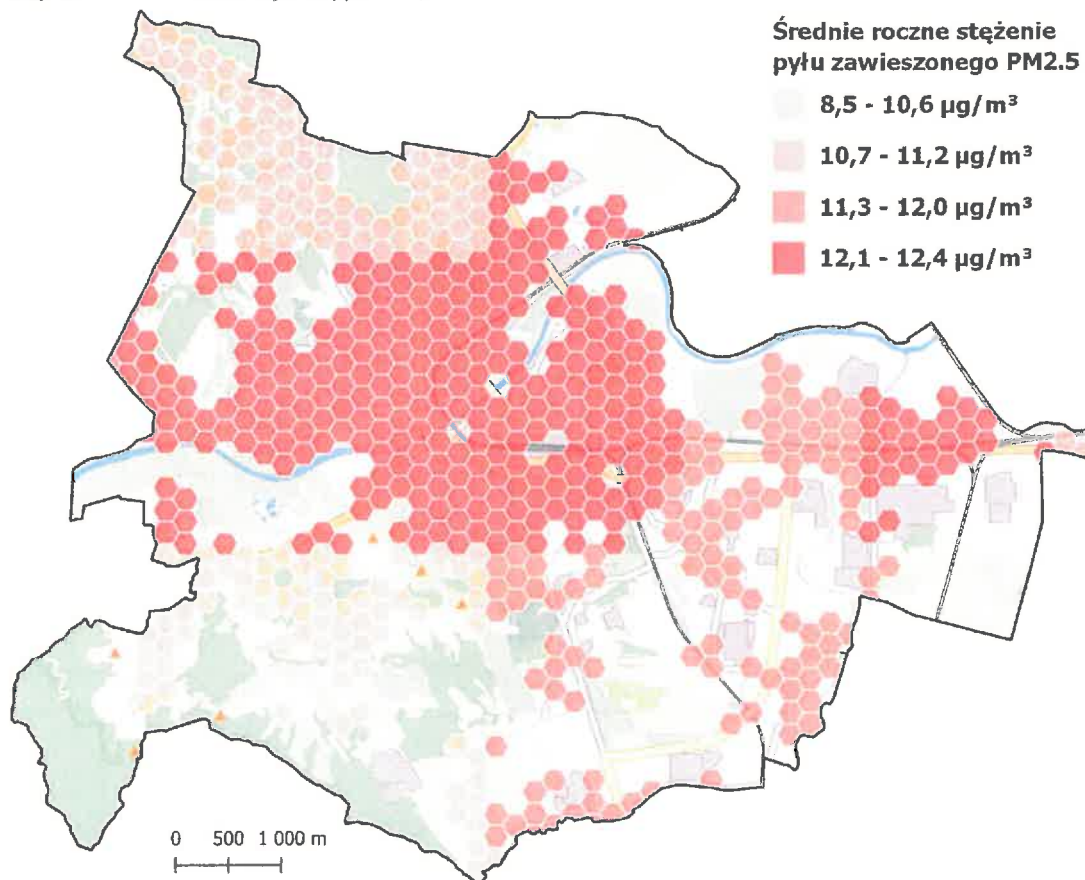 Średnie roczne stężenie
pyłu zawieszonego PM2.5
8,5 - 10,6 µg/m³
10,7 - 11,2 µg/m³
11,3 - 12,0 µg/m³
12,1 - 12,4 µg/m³
0 500 1 000 m